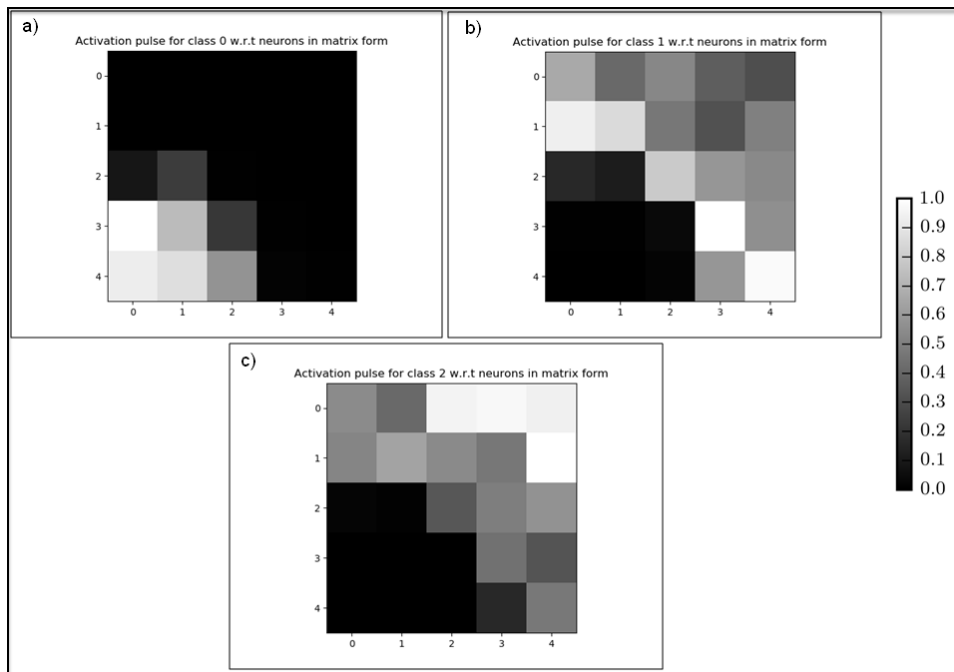 a)
Activation pulse for class 0 w.r.t neurons in matrix form
0
1
2
3
4
0 1 2 3 4
b)
Activation pulse for class 1 w.r.t neurons in matrix form
0
1
2
3
4
0 1 2 3 4
c)
Activation pulse for class 2 w.r.t neurons in matrix form
0
1
2
3
4
0 1 2 3 4
1.0
0.9
0.8
0.7
0.6
0.5
0.4
0.3
0.2
0.1
0.0